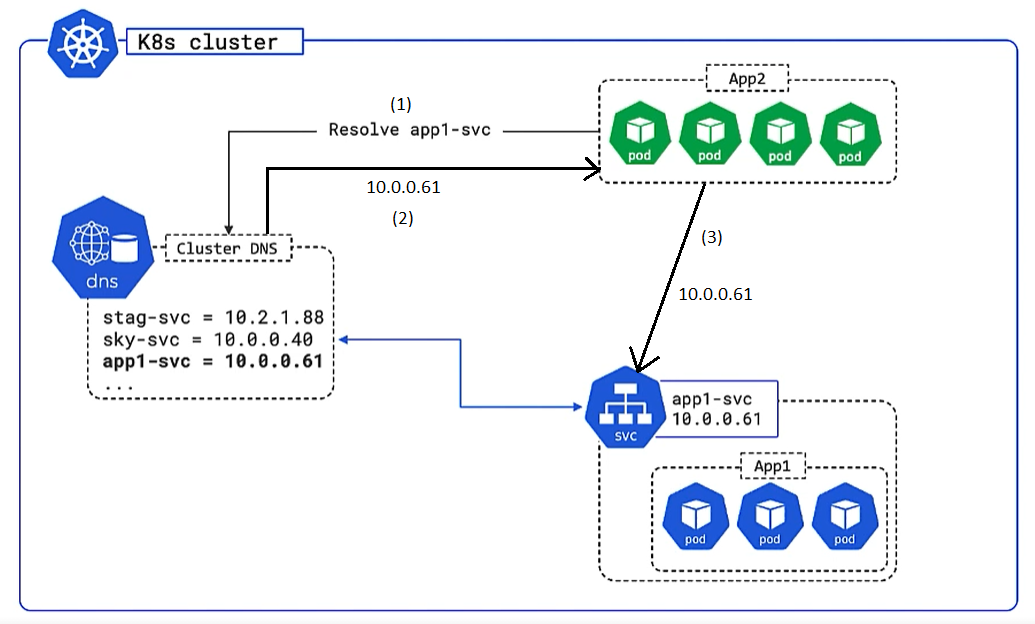 K8s cluster
App2
pod
pod
pod
pod
(1)
Resolve app1-svc
10.0.0.61
(2)
(3)
10.0.0.61
dns
Cluster DNS
stag-svc = 10.2.1.88
sky-svc = 10.0.0.40
app1-svc = 10.0.0.61
...
svc
app1-svc
10.0.0.61
App1
pod
pod
pod